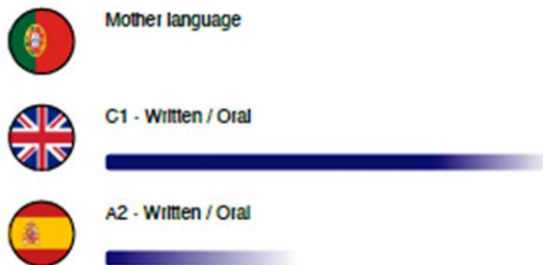 Mother language
C1 - Written / Oral
A2 - Written / Oral